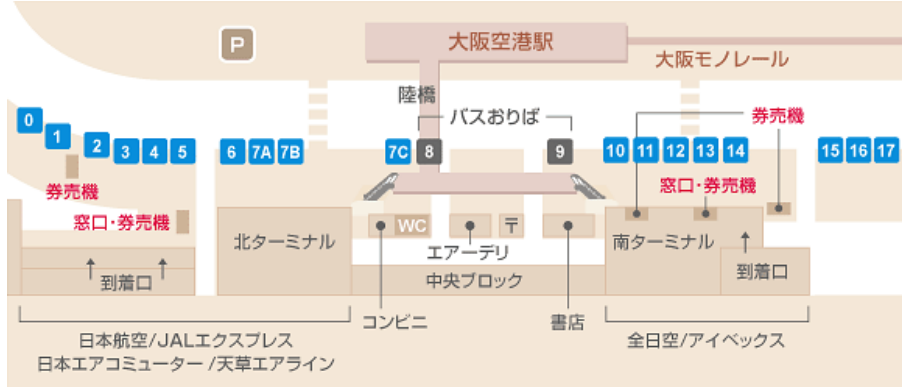 P
大阪空港駅
大阪モノレール
陸橋
バスおりば
券売機
0
1
2
3
4
5
6
7A
7B
7C
8
9
10
11
12
13
14
15
16
17
券売機
窓口・券売機
窓口・券売機
北ターミナル
WC
〒
エアーデリ
南ターミナル
到着口
到着口
中央ブロック
コンビニ
書店
日本航空/JALエクスプレス
日本エアコミューター/天草エアライン
全日空/アイベックス